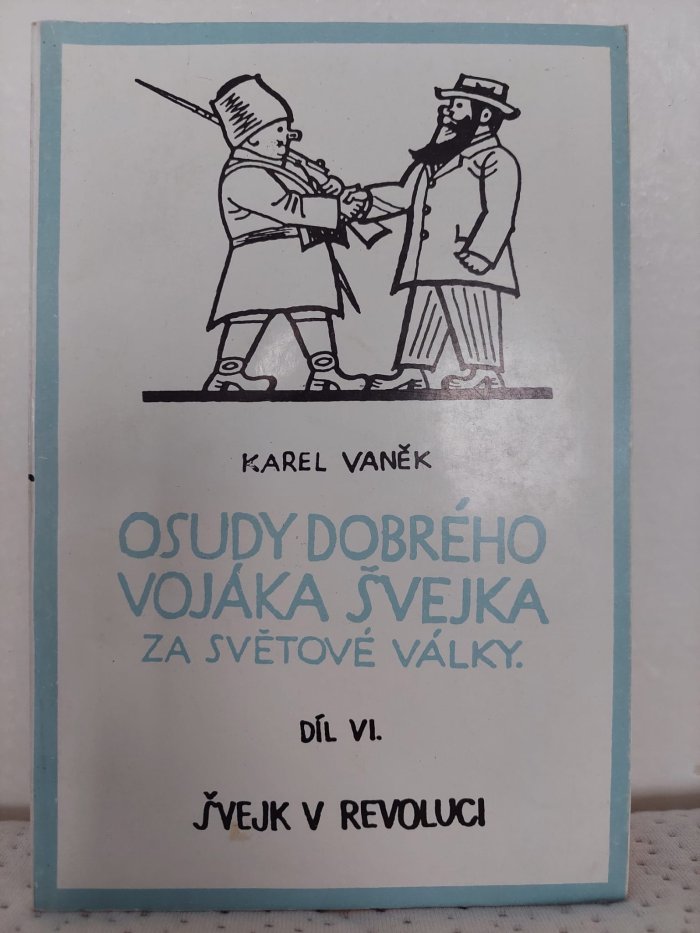 KAREL VANĚK
OSUDY DOBRÉHO
VOJÁKA ŠVEJKA
ZA SVĚTOVÉ VÁLKY.
DÍL VI.
ŠVEJK V REVOLUCI